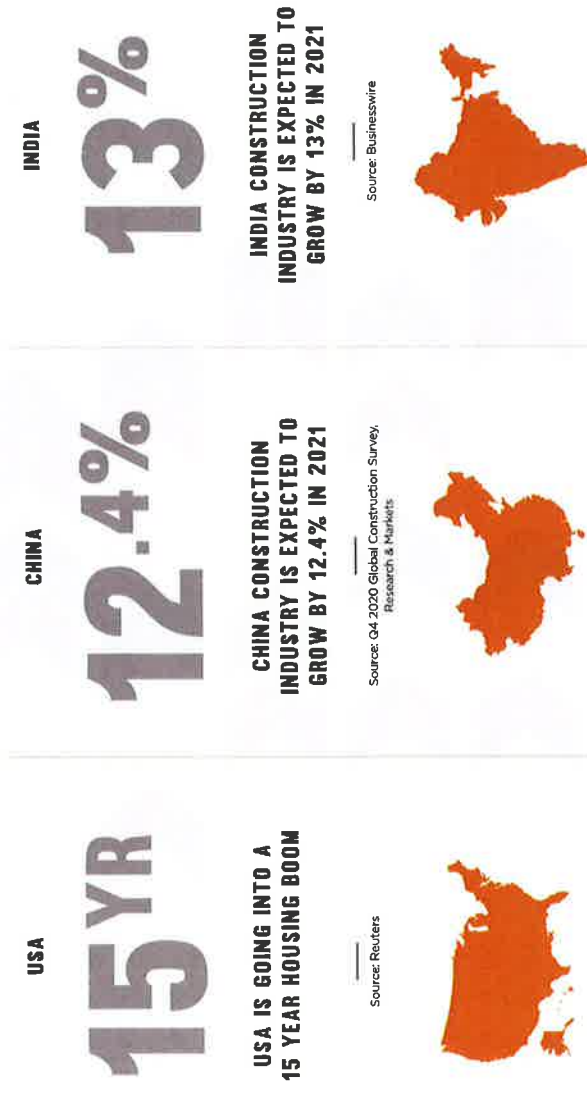 USA
15 YR
USA IS GOING INTO A
15 YEAR HOUSING BOOM
Source: Reuters
CHINA
12.4%
CHINA CONSTRUCTION
INDUSTRY IS EXPECTED TO
GROW BY 12.4% IN 2021
Source: Q4 2020 Global Construction Survey,
Research & Markets
INDIA
13%
INDIA CONSTRUCTION
INDUSTRY IS EXPECTED TO
GROW BY 13% IN 2021
Source: Businesswire